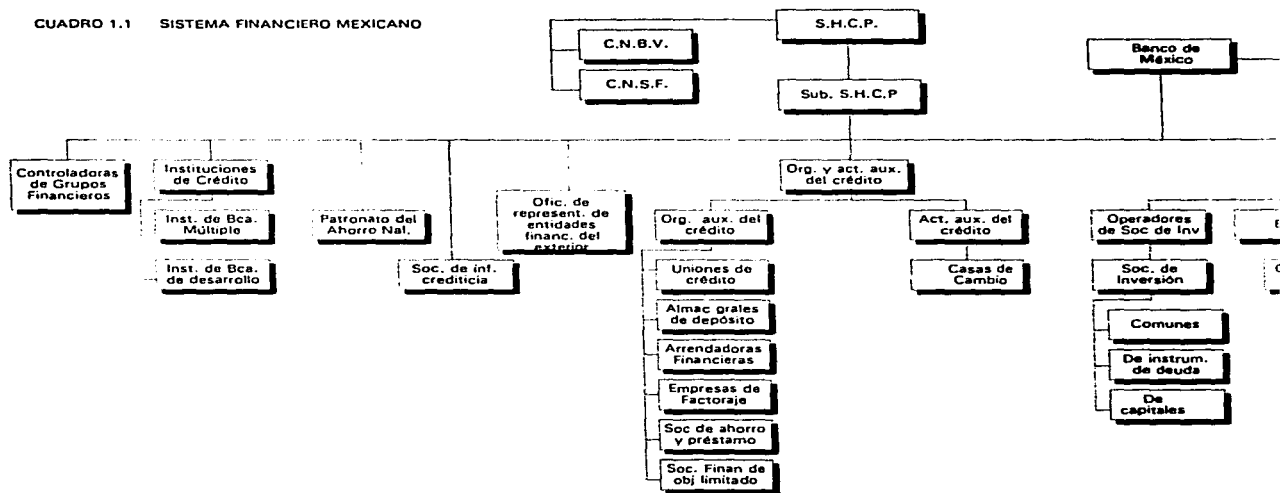 CUADRO 1.1 SISTEMA FINANCIERO MEXICANO
S.H.C.P.
C.N.B.V.
C.N.S.F.
Sub. S.H.C.P
Banco de
México
Controladoras
de Grupos
Financieros
Instituciones
de Crédito
Inst. de Bca.
Múltiple
Inst. de Bca.
de desarrollo
Patronato del
Ahorro Nal.
Soc. de inf.
crediticia
Ofic. de
represent. de
entidades
financ. del
exterior
Org. y act. aux.
del crédito
Org. aux. del
crédito
Uniones de
crédito
Almac grales
de depósito
Arrendadoras
Financieras
Empresas de
Factoraje
Soc de ahorro
y préstamo
Soc. Finan de
obj limitado
Act. aux. del
crédito
Casas de
Cambio
Operadores
de Soc de Inv
Soc. de
Inversión
Comunes
De instrum.
de deuda
De
capitales